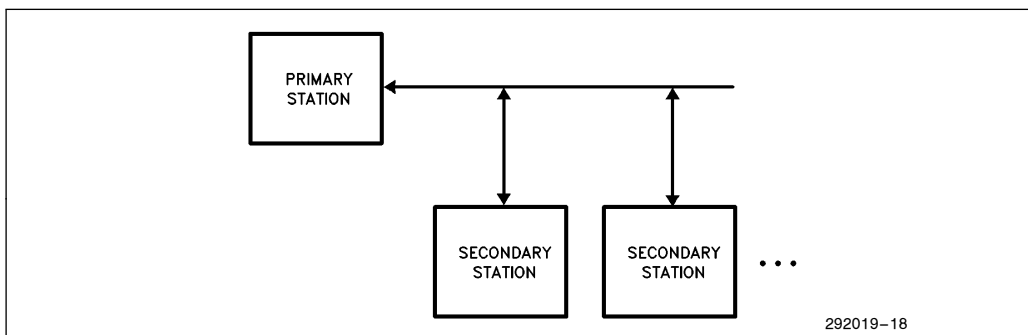 PRIMARY
STATION
SECONDARY
STATION
SECONDARY
STATION
292019–18